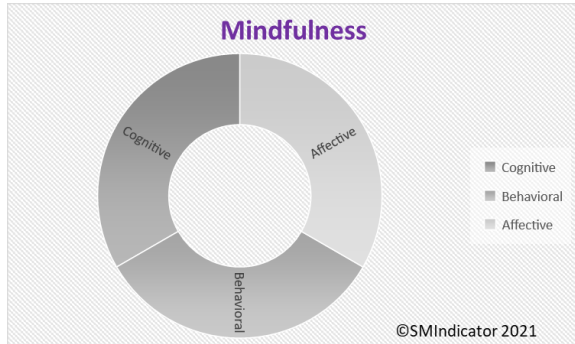 Mindfulness
Cognitive
Affective
Behavioral
Cognitive
Behavioral
Affective
©SMIndicator 2021